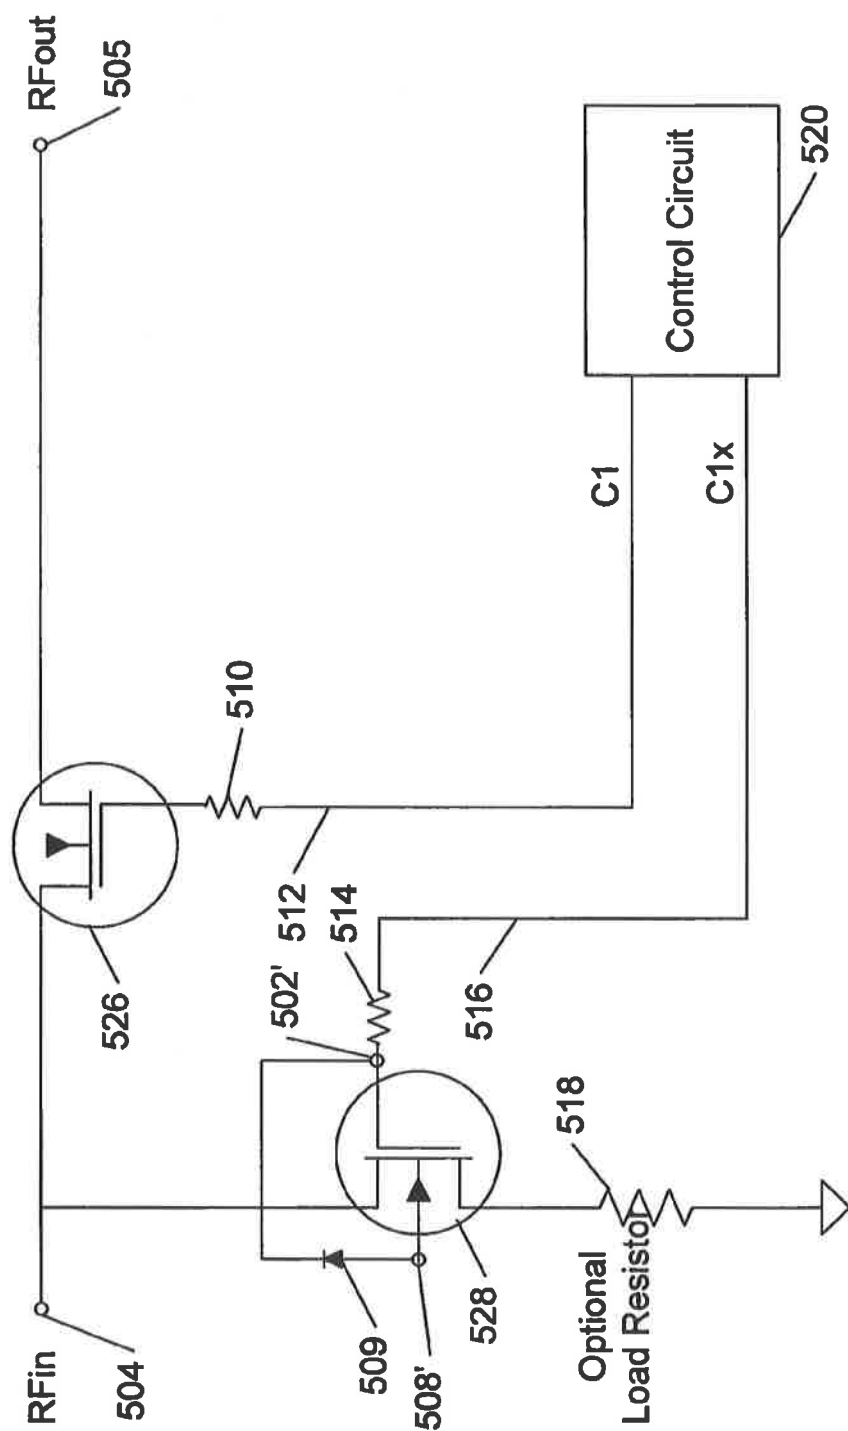 RFin
504
RFout
505
526
510
512
514
502'
516
509
508'
528
518
Optional
Load Resistor
C1
C1x
Control Circuit
520